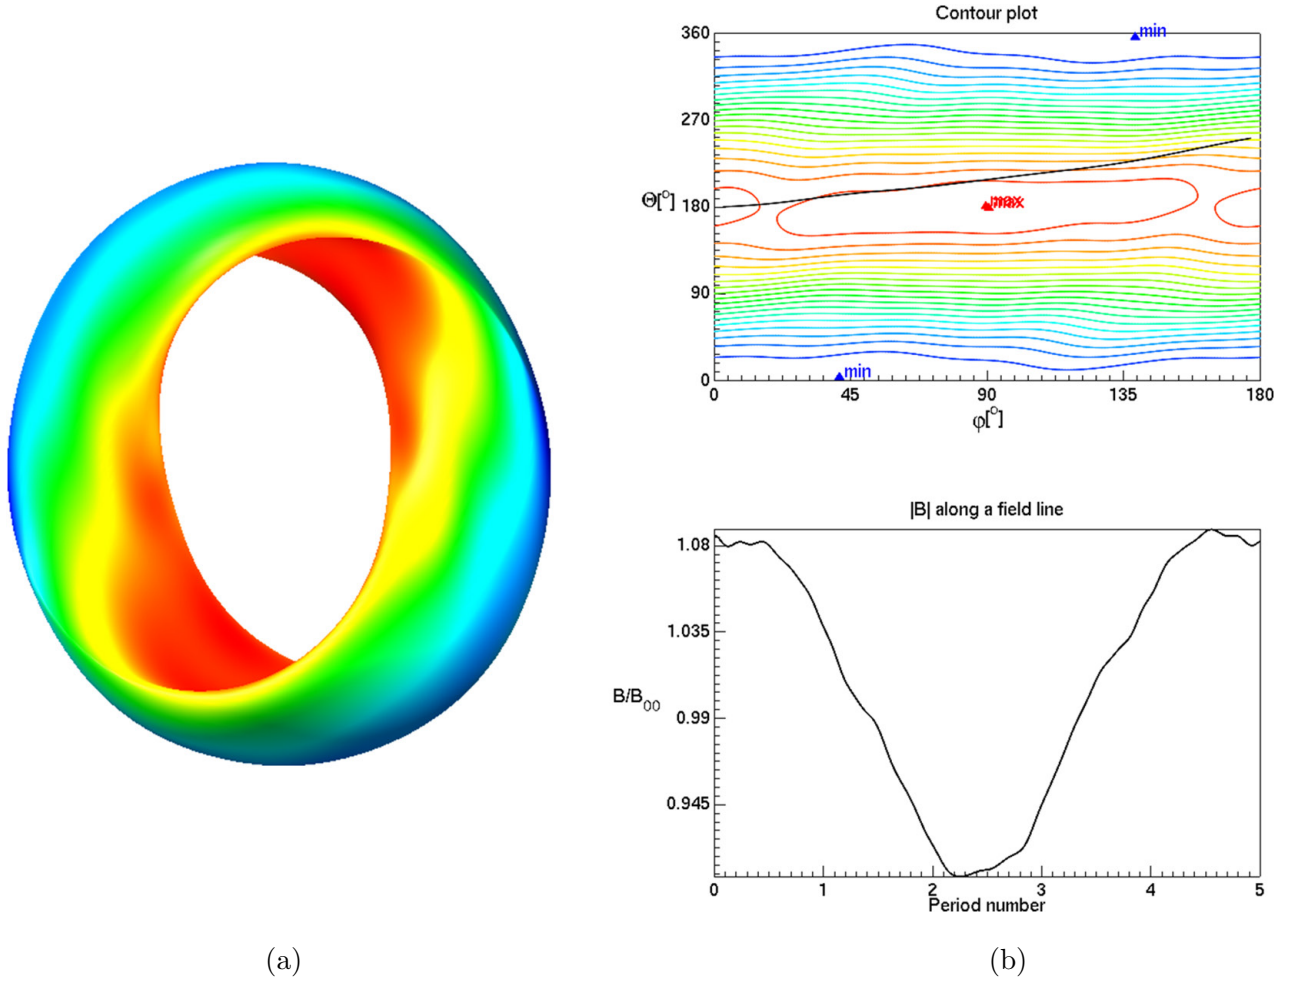 Contour plot
360
270
Θ[°]
180
90
0
min
max
min
0
45
90
135
180
φ[°]
|B| along a field line
1.08
1.035
B/B00
0.99
0.945
0
1
2
3
4
5
Period number
(a)
(b)